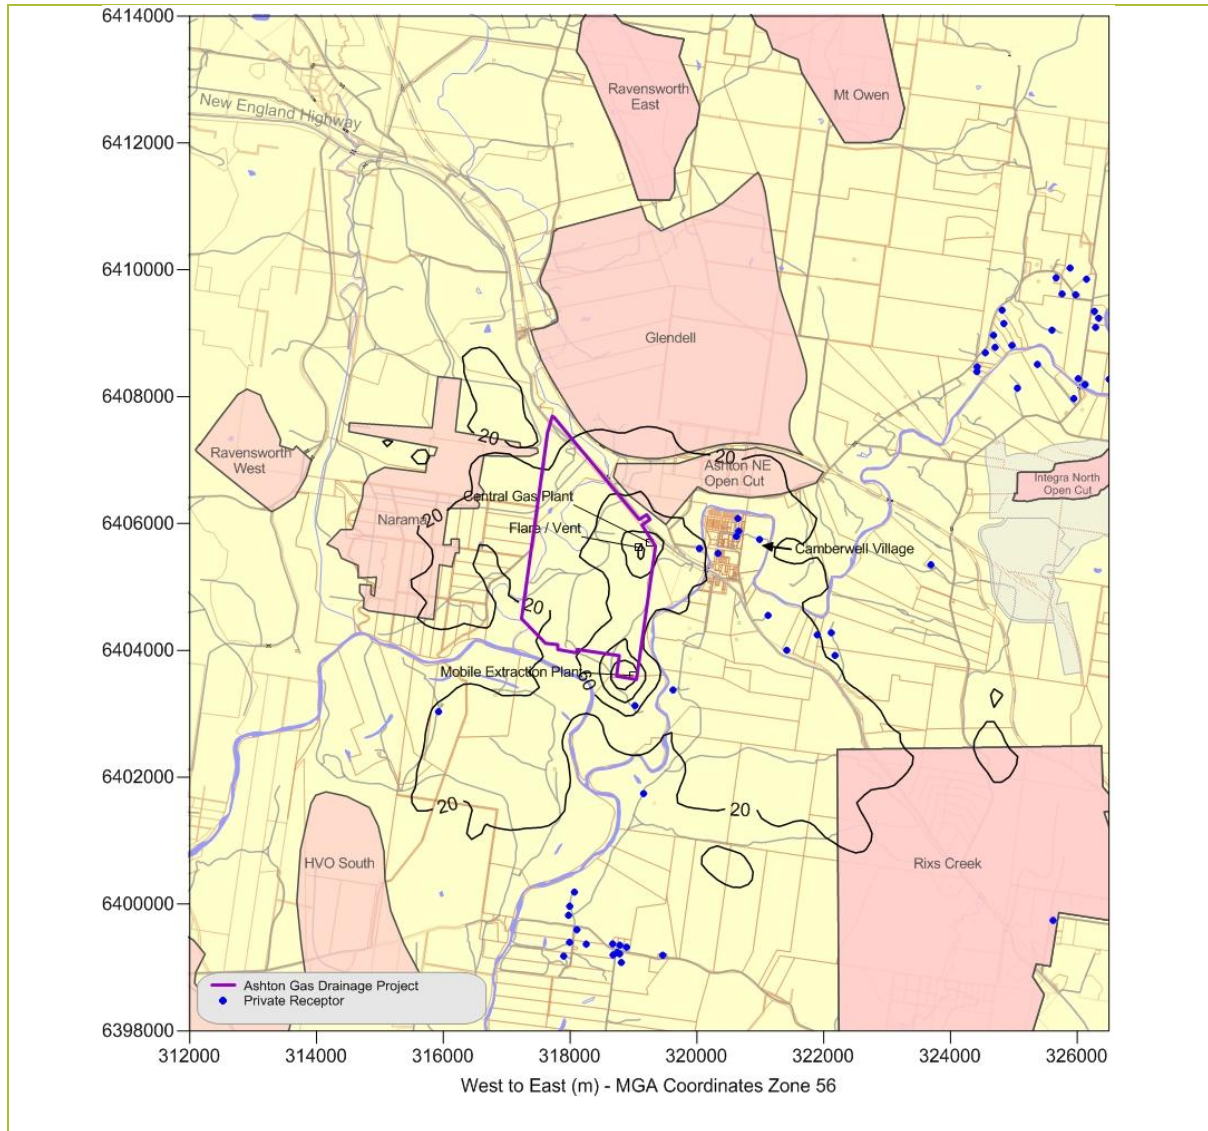 6414000
6412000
6410000
6408000
6406000
6404000
6402000
6400000
6398000
New England Highway
Ravensworth
East
Mt Owen
Glendell
Ravensworth
West
Narama
20
20
20
Ashton NE
Open Cut
Integra North
Open Cut
Central Gas Plant
Flare / Vent
Camberwell Village
20
Mobile Extraction Plant
60
20
20
HVO South
Rixs Creek
Ashton Gas Drainage Project
Private Receptor
312000
314000
316000
318000
320000
322000
324000
326000
West to East (m) - MGA Coordinates Zone 56